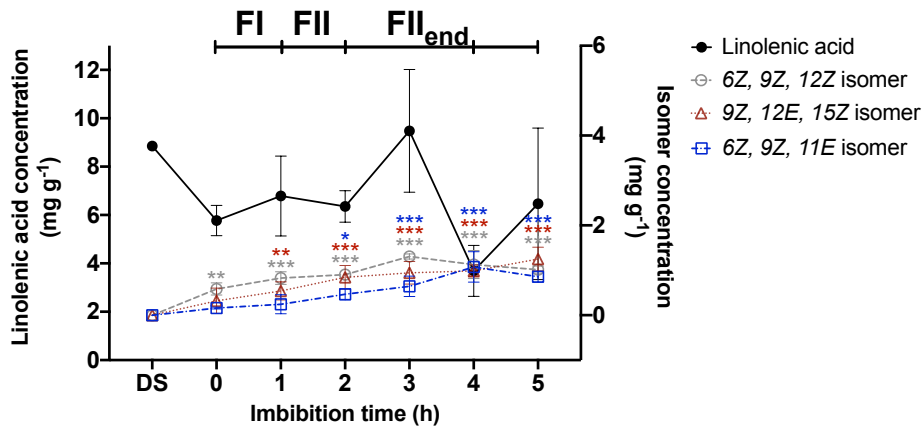 FI FII FIIend
Linolenic acid concentration
(mg g-1)
12
10
8
6
4
2
0
DS 0 1 2 3 4 5
Imbibition time (h)
6
4
2
0
Isomer concentration
(mg g-1)
** *** ** *** *** * *** *** *** *** *** *** *** *** ***
Linolenic acid
6Z, 9Z, 12Z isomer
9Z, 12E, 15Z isomer
6Z, 9Z, 11E isomer